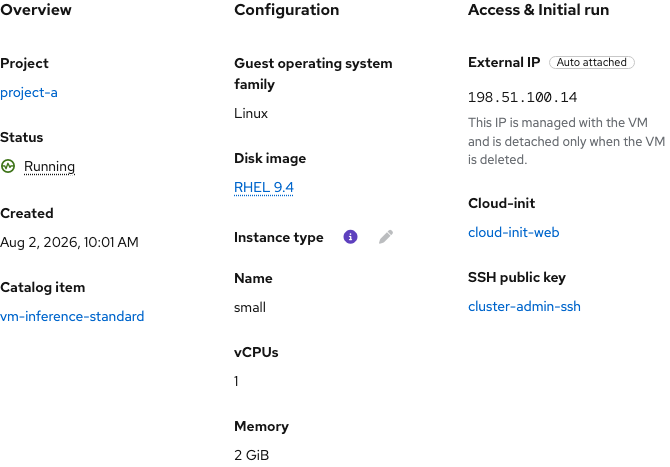 Overview
Project
project-a
Status
Running
Created
Aug 2, 2026, 10:01 AM
Catalog item
vm-inference-standard
Configuration
Guest operating system
family
Linux
Disk image
RHEL 9.4
Instance type
Name
small
vCPUs
1
Memory
2 GiB
Access & Initial run
External IP Auto attached
198.51.100.14
This IP is managed with the VM
and is detached only when the VM
is deleted.
Cloud-init
cloud-init-web
SSH public key
cluster-admin-ssh